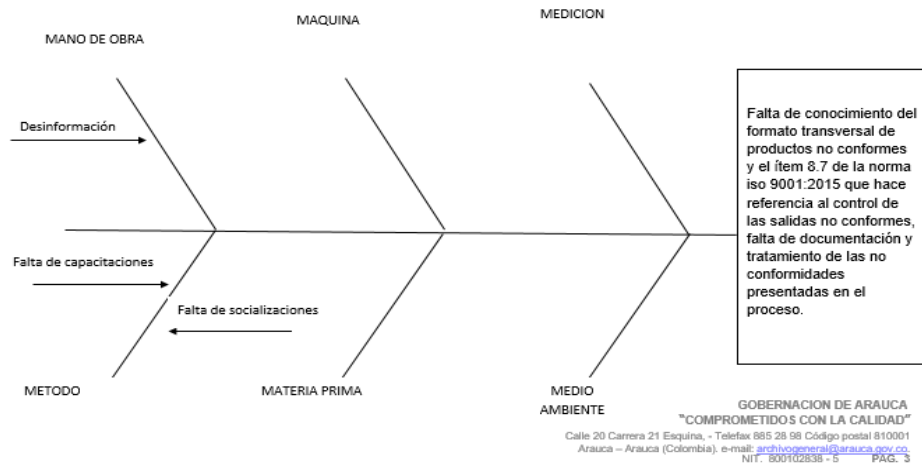 MANO DE OBRA
MAQUINA
MEDICION
Desinformación
Falta de capacitaciones
Falta de socializaciones
METODO
MATERIA PRIMA
MEDIO
AMBIENTE
Falta de conocimiento del
formato transversal de
productos no conformes
y el ítem 8.7 de la norma
iso 9001:2015 que hace
referencia al control de
las salidas no conformes,
falta de documentación y
tratamiento de las no
conformidades
presentadas en el
proceso.
GOBERNACION DE ARAUCA
"COMPROMETIDOS CON LA CALIDAD"
Calle 20 Carrera 21 Esquina, - Telefax 885 28 98 Código postal 810001
Arauca – Arauca (Colombia). e-mail: archivogeneral@arauca.gov.co.
NIT. 800102838 - 5 PAG. 3